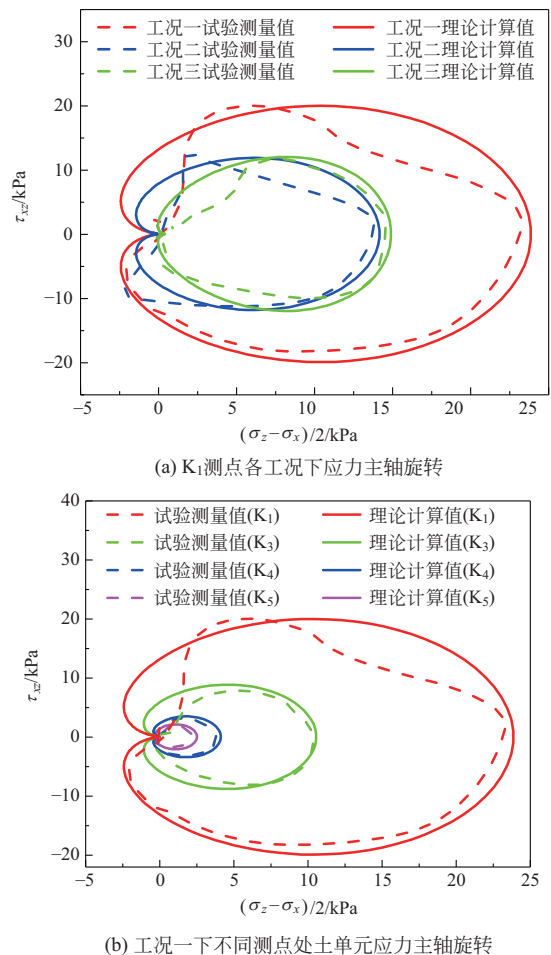 工况一试验测量值 工况一理论计算值
工况二试验测量值 工况二理论计算值
工况三试验测量值 工况三理论计算值
30
20
10
0
−10
−20
τxz/kPa
−5 0 5 10 15 20 25
(σz−σx)/2/kPa
(a) K1测点各工况下应力主轴旋转
40
试验测量值(K1) 理论计算值(K1)
试验测量值(K3) 理论计算值(K3)
试验测量值(K4) 理论计算值(K4)
试验测量值(K5) 理论计算值(K5)
30
20
10
0
−10
−20
τxz/kPa
−5 0 5 10 15 20 25
(σz−σx)/2/kPa
(b) 工况一下不同测点处土单元应力主轴旋转